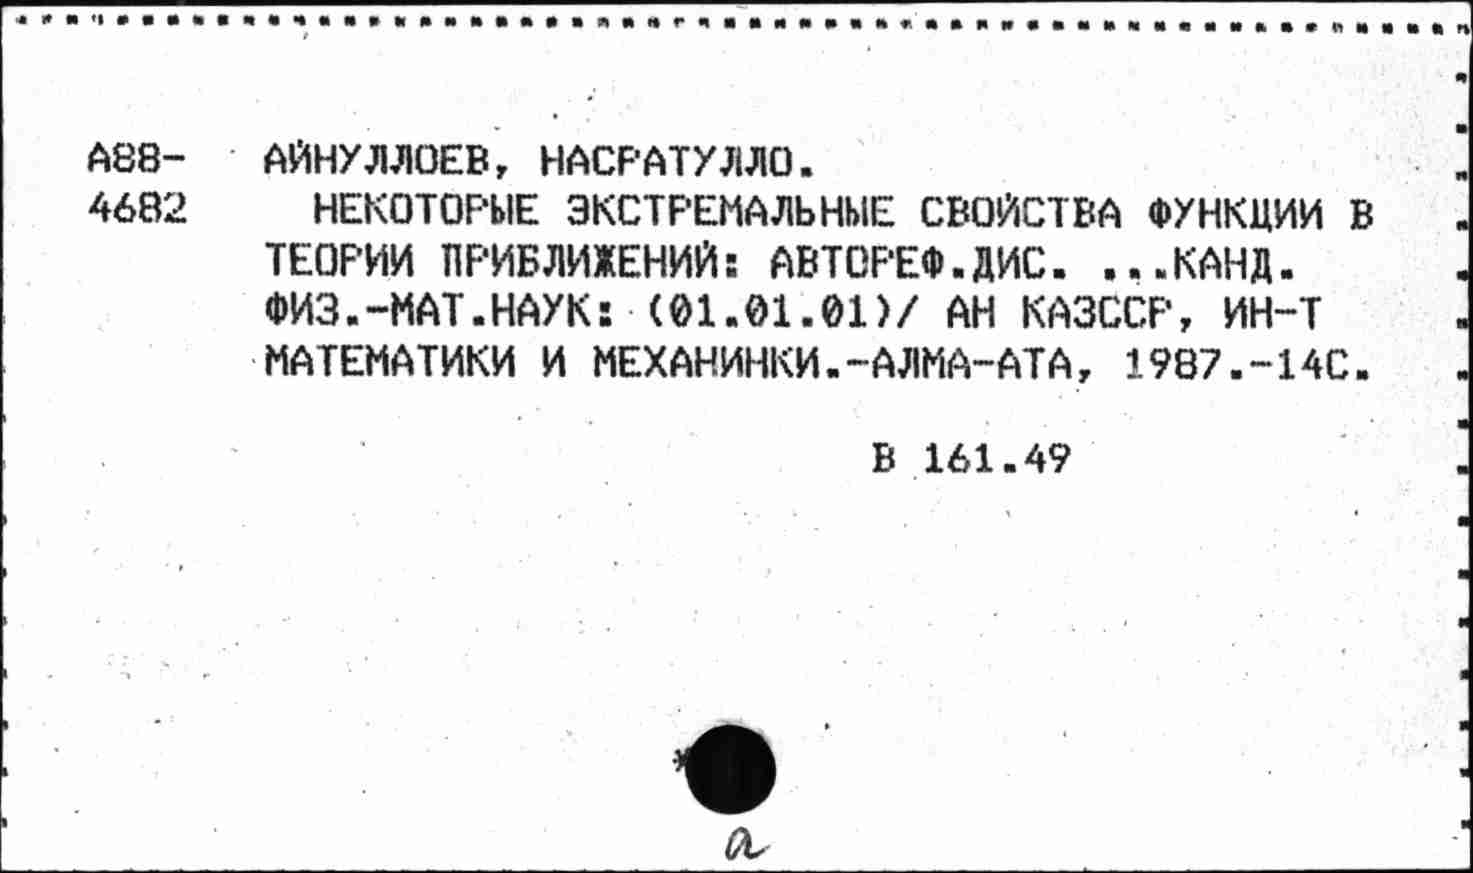 А88- АЙНУЛЛОЕВ, НАСРАТУЛЛО.
4682 НЕКОТОРЫЕ ЭКСТРЕМАЛЬНЫЕ СВОЙСТВА ФУНКЦИИ В
ТЕОРИИ ПРИБЛИЖЕНИЙ: АВТОРЕФ.ДИС. ...КАНД.
ФИЗ.-МАТ.НАУК: (01.01.01)/ АН КАЗССР, ИН-Т
МАТЕМАТИКИ И МЕХАНИНКИ.-АЛМА-АТА, 1987.-14С.
В 161.49
*
а